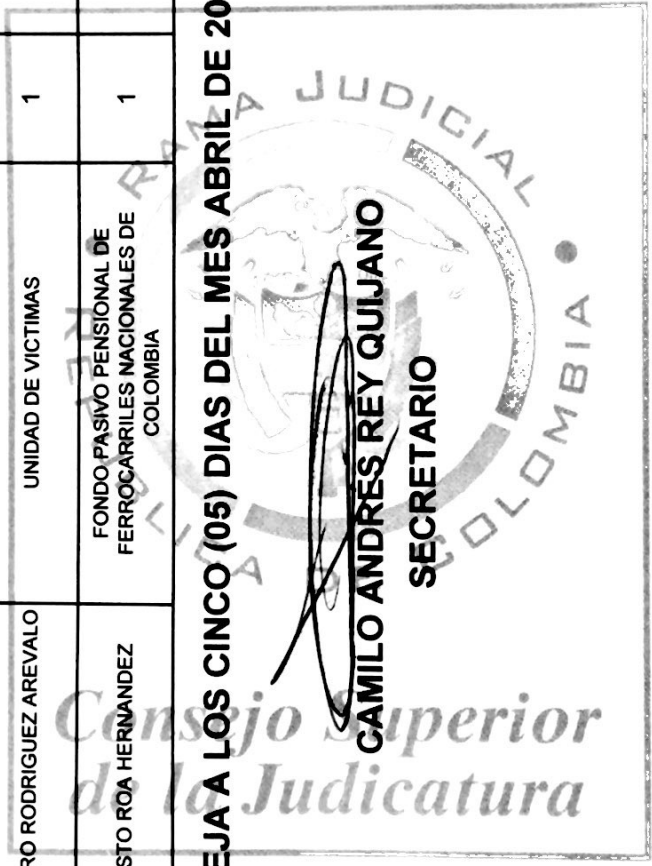 RO RODRIGUEZ AREVALO UNIDAD DE VICTIMAS 1
STO ROA HERNANDEZ FONDO PASIVO PENSIONAL DE
FERROCARRILES NACIONALES DE
COLOMBIA 1
EJA A LOS CINCO (05) DIAS DEL MES ABRIL DE 20
CAMILO ANDRES REY QUIJANO
SECRETARIO
RAMA JUDICIAL
REPUBLICA DE COLOMBIA
Consejo Superior
de la Judicatura